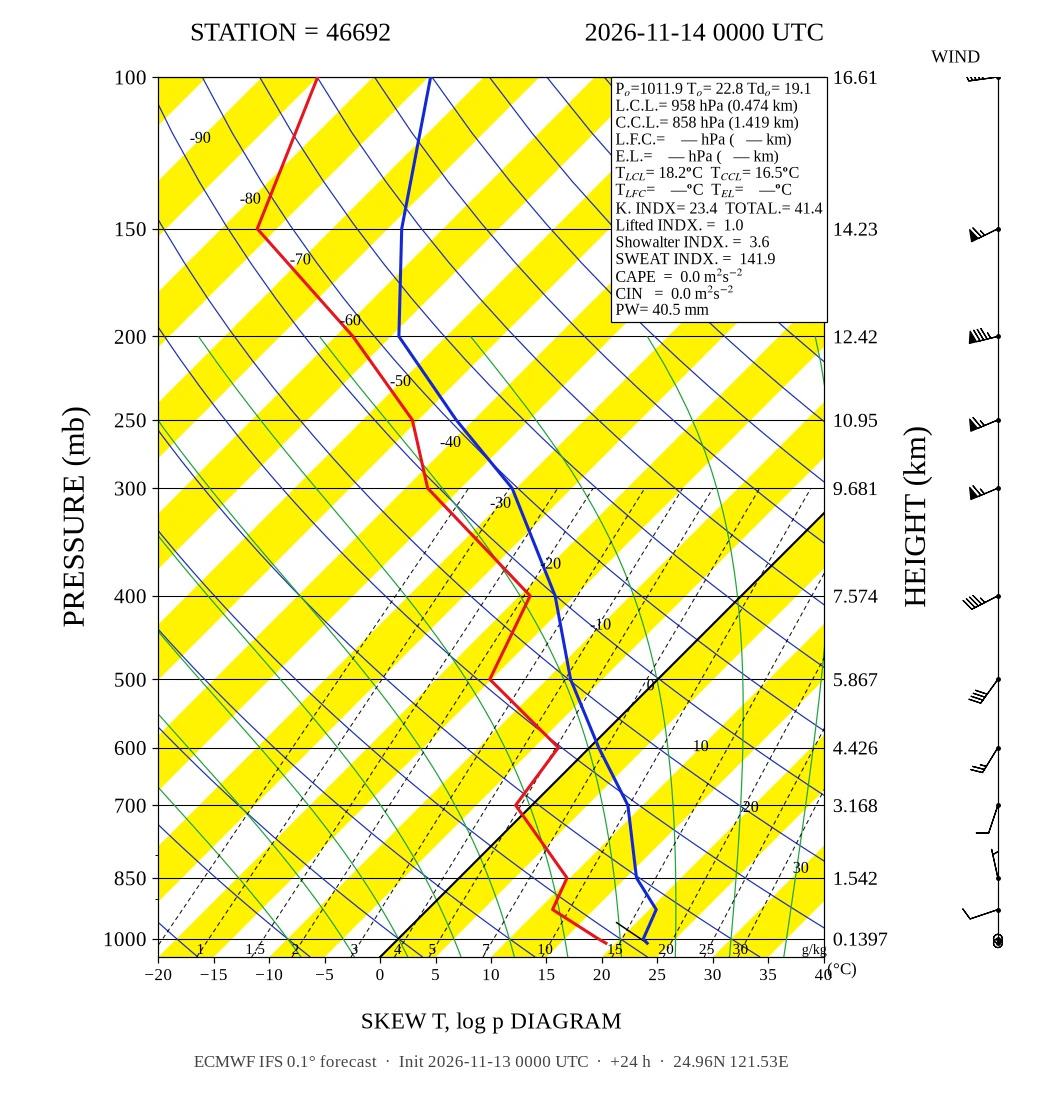 STATION = 46692
2026-11-14 0000 UTC
WIND
100
150
200
250
300
400
500
600
700
850
1000
PRESSURE (mb)
-90
-80
-70
-60
-50
-40
-30
-20
-10
0
10
20
30
P₀=1011.9 T₀= 22.8 Td₀= 19.1
L.C.L.= 958 hPa (0.474 km)
C.C.L.= 858 hPa (1.419 km)
L.F.C.= — hPa ( — km)
E.L.= — hPa ( — km)
T_LCL= 18.2°C T_CCL= 16.5°C
T_LFC= —°C T_EL= —°C
K. INDX= 23.4 TOTAL.= 41.4
Lifted INDX. = 1.0
Showalter INDX. = 3.6
SWEAT INDX. = 141.9
CAPE = 0.0 m²s⁻²
CIN = 0.0 m²s⁻²
PW= 40.5 mm
16.61
14.23
12.42
10.95
9.681
7.574
5.867
4.426
3.168
1.542
0.1397
HEIGHT (km)
1 1.5 2 3 4 5 7 10 15 20 25 30 g/kg
−20 −15 −10 −5 0 5 10 15 20 25 30 35 40 (°C)
SKEW T, log p DIAGRAM
ECMWF IFS 0.1° forecast · Init 2026-11-13 0000 UTC · +24 h · 24.96N 121.53E